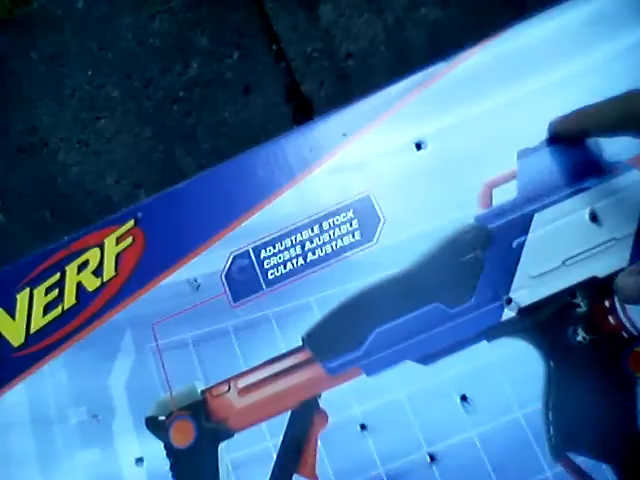 NERF
ADJUSTABLE STOCK
CROSSE AJUSTABLE
CULATA AJUSTABLE